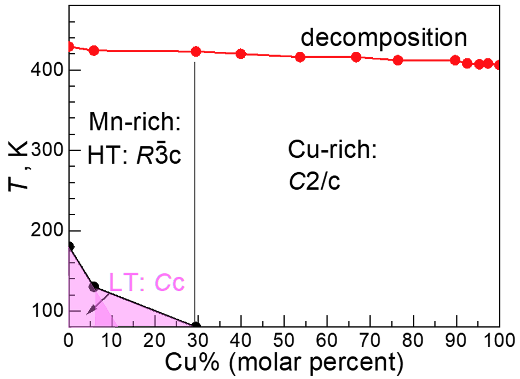 decomposition
400
Mn-rich:
HT: R3̄c
Cu-rich:
C2/c
300
T, K
200
LT: Cc
100
0 10 20 30 40 50 60 70 80 90 100
Cu% (molar percent)